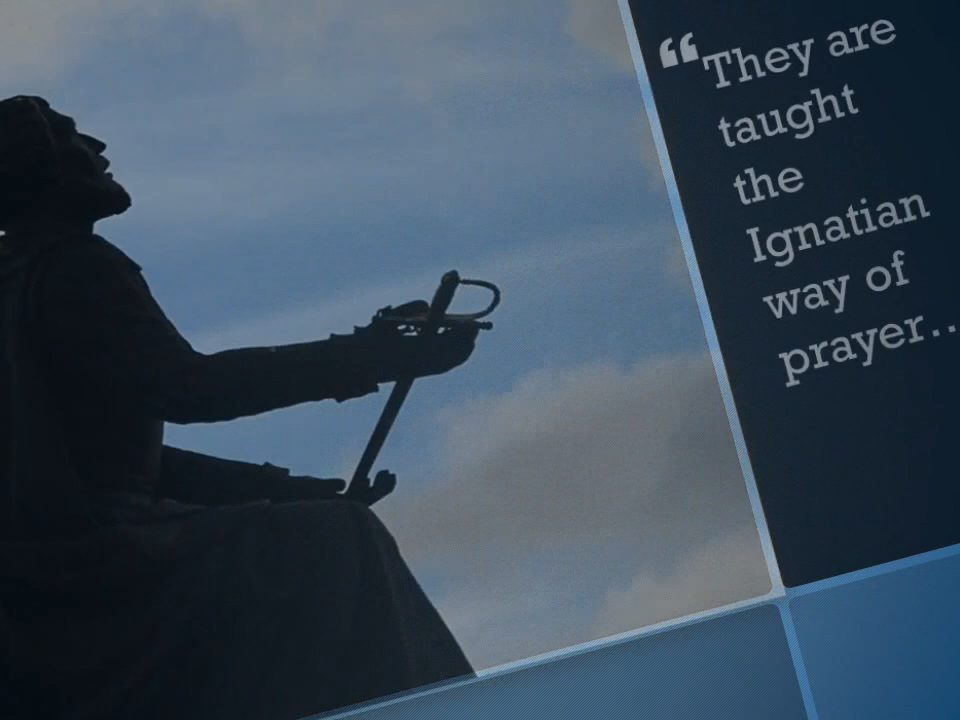 “They are
taught
the
Ignatian
way of
prayer..